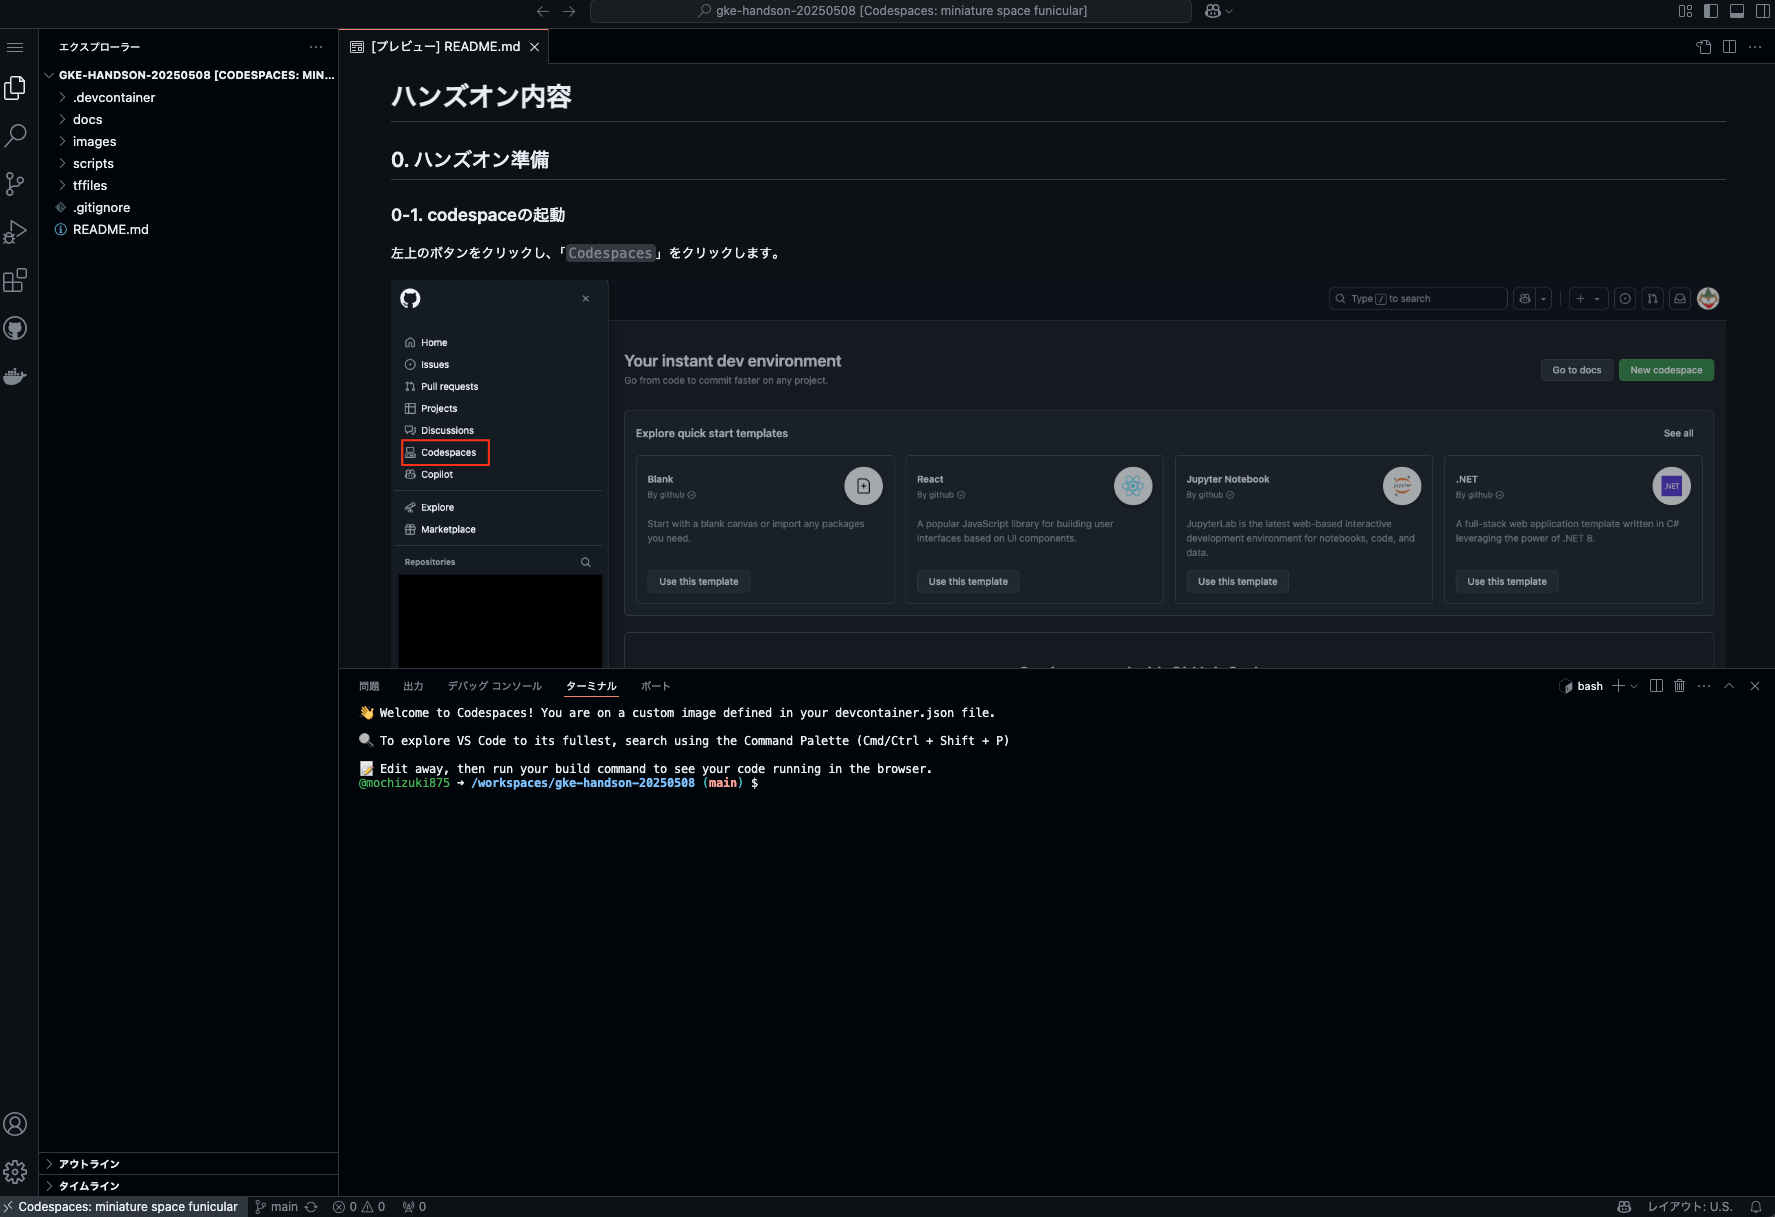 gke-handson-20250508 [Codespaces: miniature space funicular]
エクスプローラー
GKE-HANDSON-20250508 [CODESPACES: MIN...
.devcontainer
docs
images
scripts
tffiles
.gitignore
README.md
アウトライン
タイムライン
[プレビュー] README.md
ハンズオン内容
0. ハンズオン準備
0-1. codespaceの起動
左上のボタンをクリックし、「Codespaces」をクリックします。
Home
Issues
Pull requests
Projects
Discussions
Codespaces
Copilot
Explore
Marketplace
Repositories
Type / to search
Your instant dev environment
Go from code to commit faster on any project.
Go to docs
New codespace
Explore quick start templates
See all
Blank
By github
Start with a blank canvas or import any packages
you need.
Use this template
React
By github
A popular JavaScript library for building user
interfaces based on UI components.
Use this template
Jupyter Notebook
By github
JupyterLab is the latest web-based interactive
development environment for notebooks, code, and
data.
Use this template
.NET
By github
.NET
A full-stack web application template written in C#
leveraging the power of .NET 8.
Use this template
問題 出力 デバッグ コンソール ターミナル ポート
bash
👋 Welcome to Codespaces! You are on a custom image defined in your devcontainer.json file.
🔍 To explore VS Code to its fullest, search using the Command Palette (Cmd/Ctrl + Shift + P)
📝 Edit away, then run your build command to see your code running in the browser.
@mochizuki875 ➜ /workspaces/gke-handson-20250508 (main) $
Codespaces: miniature space funicular
main
0 0
0
レイアウト: U.S.